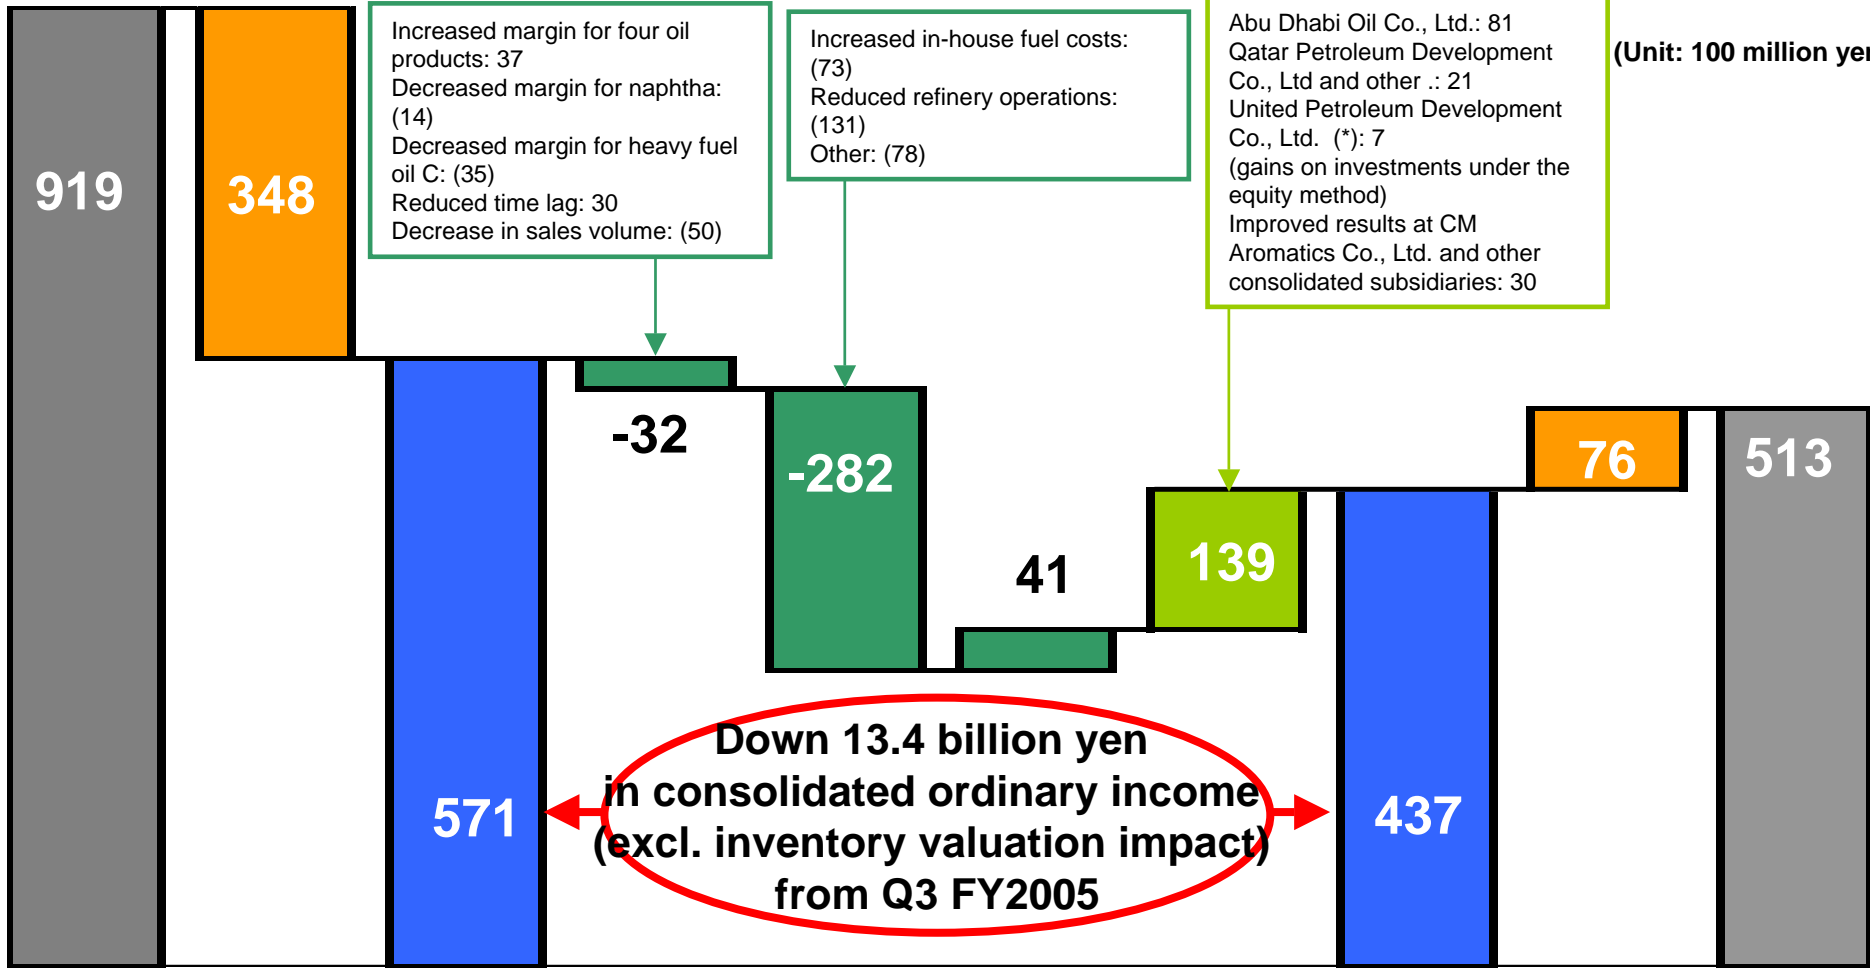 Increased margin for four oil
products: 37
Decreased margin for naphtha:
(14)
Decreased margin for heavy fuel
oil C: (35)
Reduced time lag: 30
Decrease in sales volume: (50)
Increased in-house fuel costs:
(73)
Reduced refinery operations:
(131)
Other: (78)
Abu Dhabi Oil Co., Ltd.: 81
Qatar Petroleum Development
Co., Ltd and other .: 21
United Petroleum Development
Co., Ltd.  (*): 7
(gains on investments under the
equity method)
Improved results at CM
Aromatics Co., Ltd. and other
consolidated subsidiaries: 30
(Unit: 100 million yen
919
348
-32
-282
41
139
76
513
571
437
Down 13.4 billion yen
in consolidated ordinary income
(excl. inventory valuation impact)
from Q3 FY2005